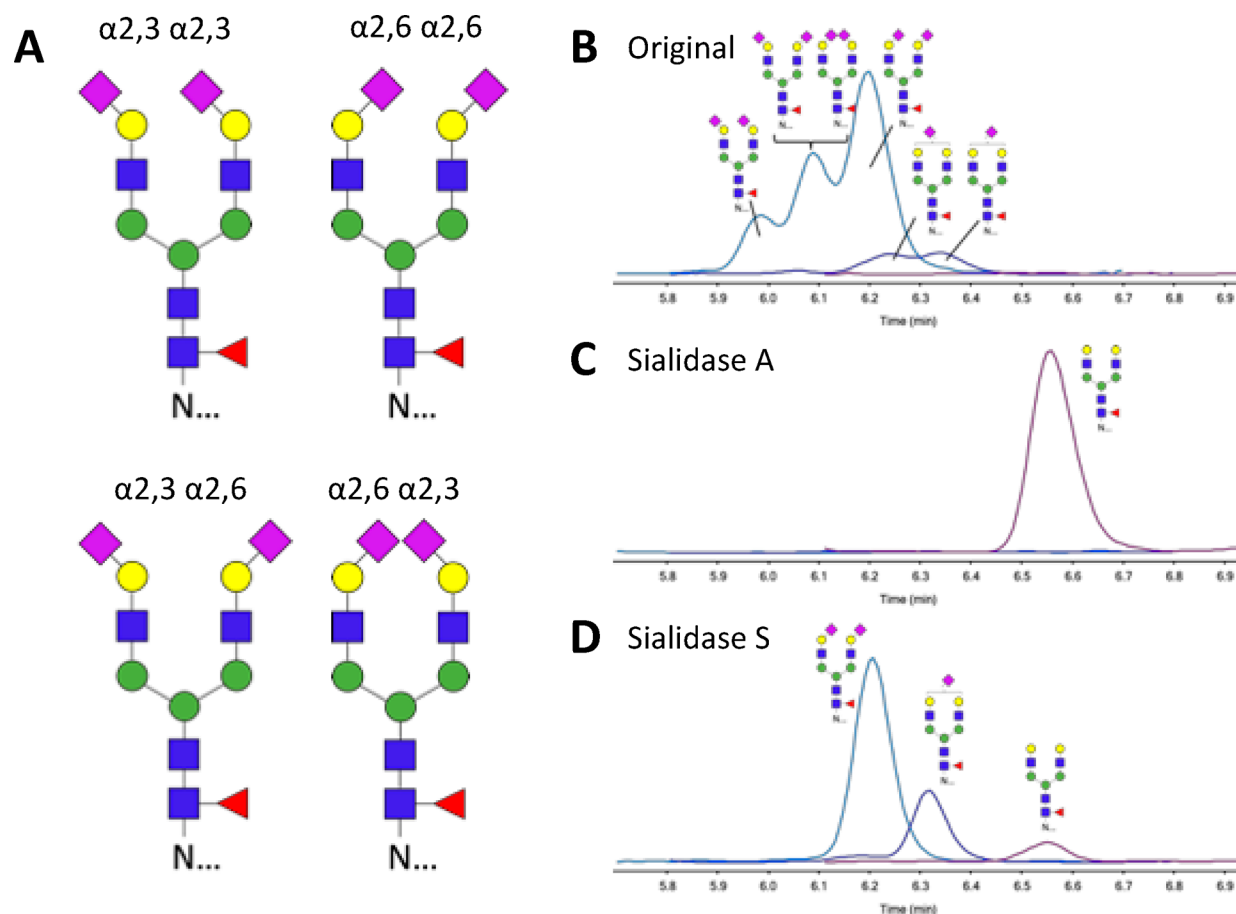 A
α2,3 α2,3
α2,6 α2,6
N...
N...
α2,3 α2,6
α2,6 α2,3
N...
N...
B Original
N...
N...
N...
N...
N...
N...
5.8 5.9 6.0 6.1 6.2 6.3 6.4 6.5 6.6 6.7 6.8 6.9
Time (min)
C Sialidase A
N...
5.8 5.9 6.0 6.1 6.2 6.3 6.4 6.5 6.6 6.7 6.8 6.9
Time (min)
D Sialidase S
N...
N...
N...
5.8 5.9 6.0 6.1 6.2 6.3 6.4 6.5 6.6 6.7 6.8 6.9
Time (min)